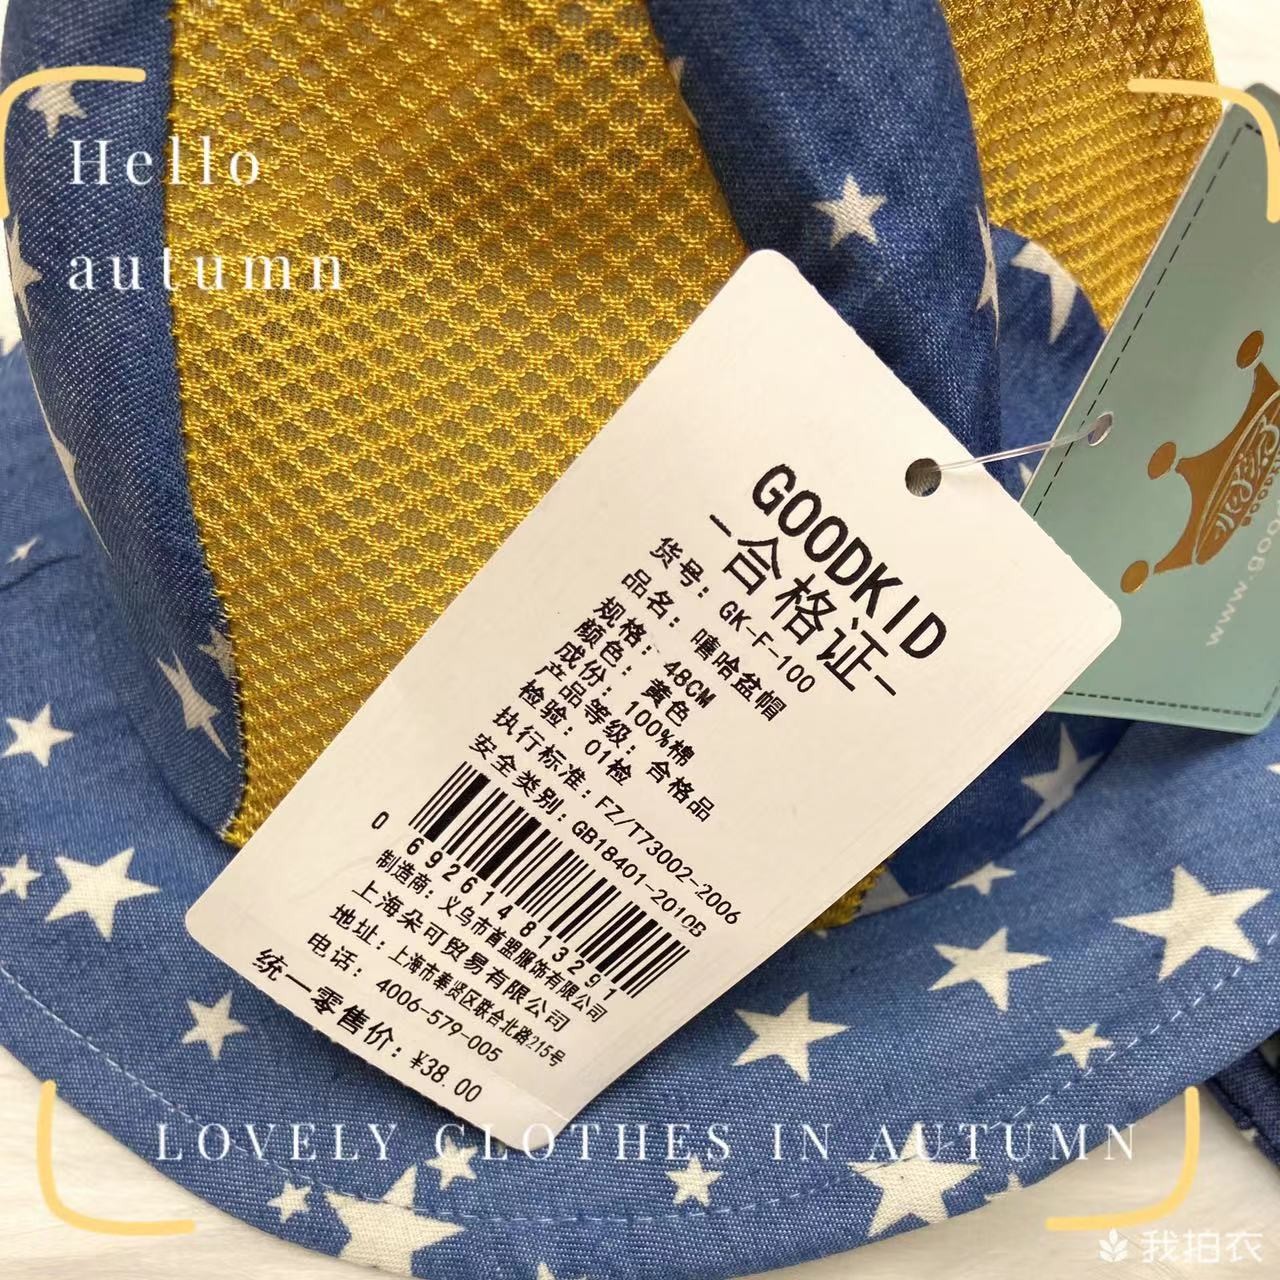 Hello
autumn
GOODKID
-合格证-
货号: GK-F-100
品名: 嘻哈盆帽
规格: 48CM
颜色: 黄色
成份: 100%棉
产品等级: 合格品
检验: 01检
执行标准: FZ/T73002-2006
安全类别: GB18401-2010B
0 692614 813291
制造商: 义乌市首盟服饰有限公司
上海朵可贸易有限公司
地址: 上海市奉贤区联合北路215号
电话: 4006-579-005
统一零售价: ¥38.00
www.goo
LOVELY CLOTHES IN AUTUMN
我拍衣